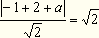 |−1+2+a| / √2 = √2